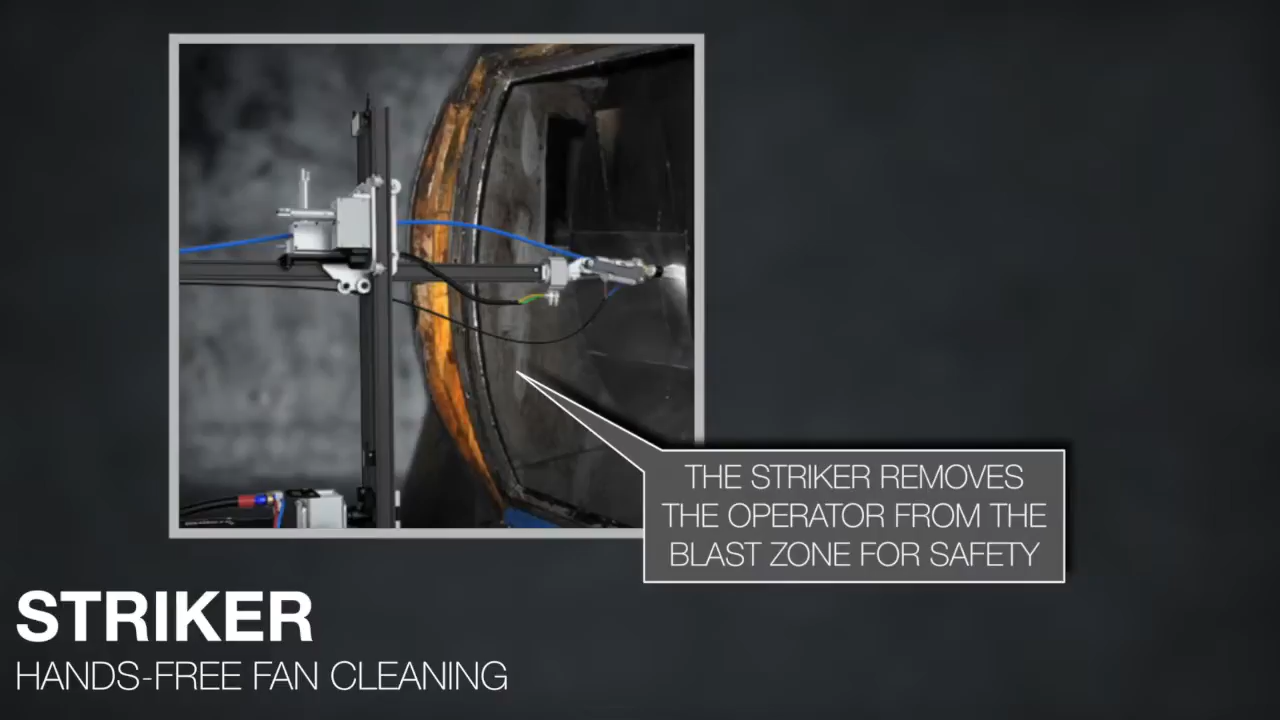 THE STRIKER REMOVES
THE OPERATOR FROM THE
BLAST ZONE FOR SAFETY
STRIKER
HANDS-FREE FAN CLEANING